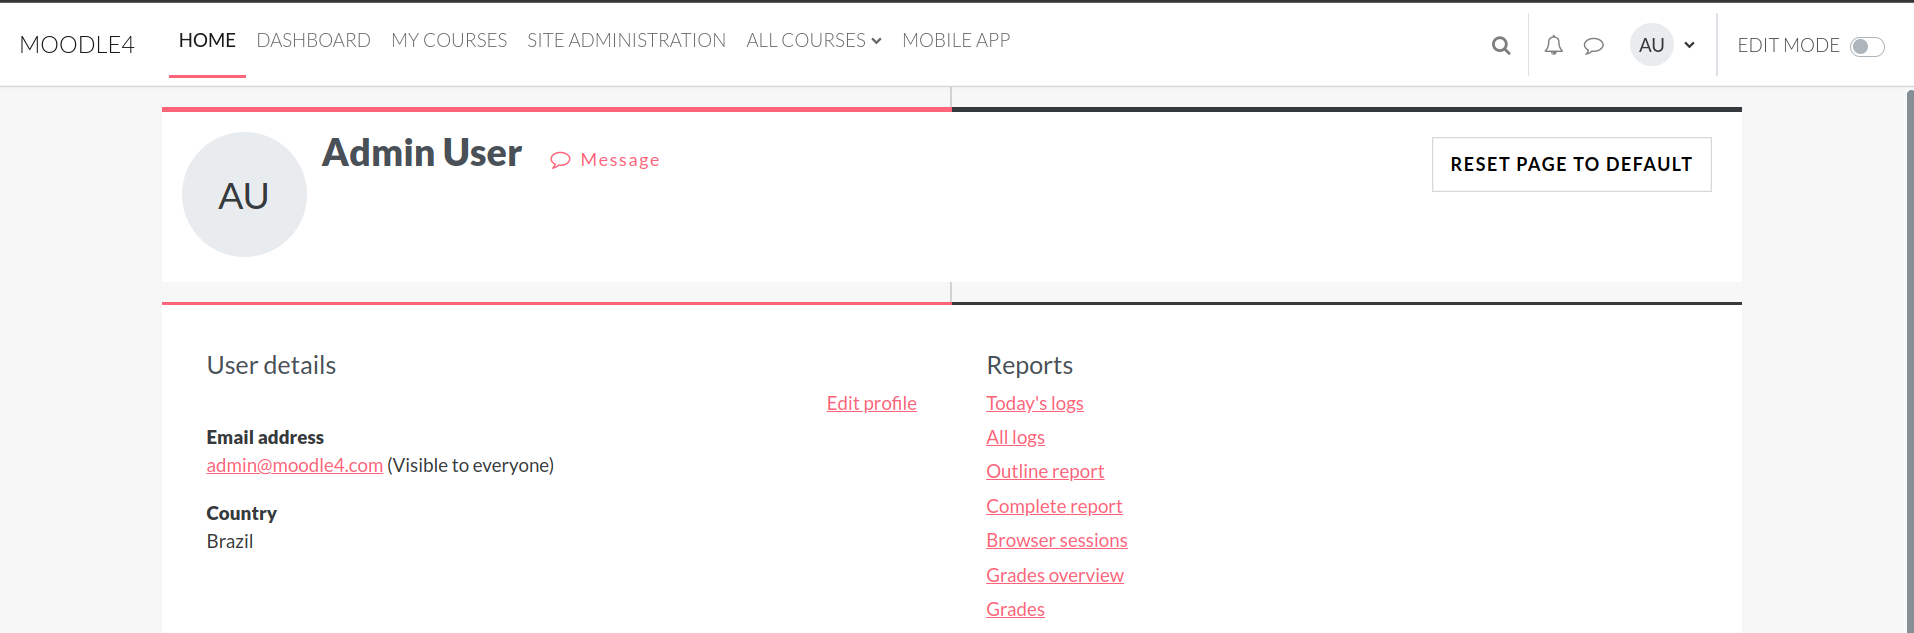 MOODLE4 HOME DASHBOARD MY COURSES SITE ADMINISTRATION ALL COURSES MOBILE APP AU EDIT MODE
AU
Admin User Message
RESET PAGE TO DEFAULT
User details
Edit profile
Email address
admin@moodle4.com (Visible to everyone)
Country
Brazil
Reports
Today's logs
All logs
Outline report
Complete report
Browser sessions
Grades overview
Grades